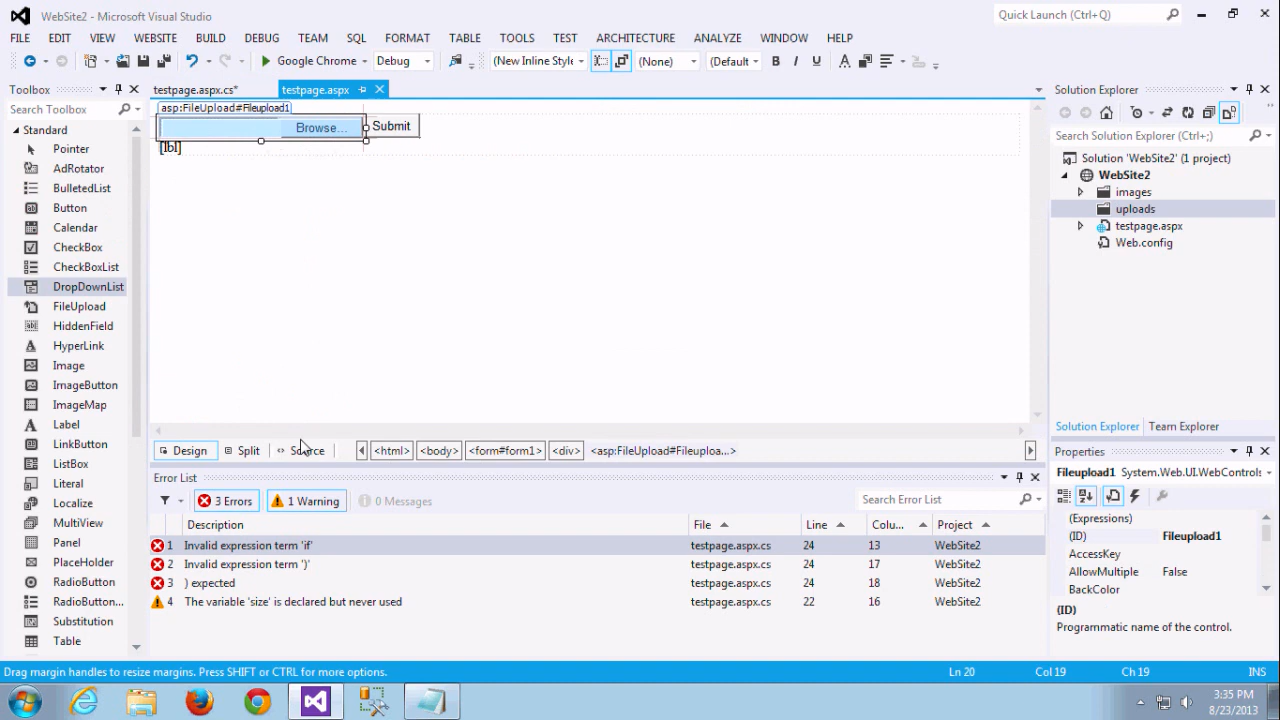 WebSite2 - Microsoft Visual Studio
Quick Launch (Ctrl+Q)
FILE EDIT VIEW WEBSITE BUILD DEBUG TEAM SQL FORMAT TABLE TOOLS TEST ARCHITECTURE ANALYZE WINDOW HELP
Google Chrome Debug (New Inline Style (None) (Default B I U A
Toolbox
Search Toolbox
Standard
Pointer
AdRotator
BulletedList
Button
Calendar
CheckBox
CheckBoxList
DropDownList
FileUpload
HiddenField
HyperLink
Image
ImageButton
ImageMap
Label
LinkButton
ListBox
Literal
Localize
MultiView
Panel
PlaceHolder
RadioButton
RadioButton...
Substitution
Table
testpage.aspx.cs* testpage.aspx
asp:FileUpload#Fileupload1
Browse... Submit
[lbl]
Design Split Source <html> <body> <form#form1> <div> <asp:FileUpload#Fileuploa...>
Error List
3 Errors 1 Warning 0 Messages Search Error List
Description File Line Colu... Project
1 Invalid expression term 'if' testpage.aspx.cs 24 13 WebSite2
2 Invalid expression term ')' testpage.aspx.cs 24 17 WebSite2
3 ) expected testpage.aspx.cs 24 18 WebSite2
4 The variable 'size' is declared but never used testpage.aspx.cs 22 16 WebSite2
Solution Explorer
Search Solution Explorer (Ctrl+;)
Solution 'WebSite2' (1 project)
WebSite2
images
uploads
testpage.aspx
Web.config
Solution Explorer Team Explorer
Properties
Fileupload1 System.Web.UI.WebControls
(Expressions)
(ID) Fileupload1
AccessKey
AllowMultiple False
BackColor
(ID)
Programmatic name of the control.
Drag margin handles to resize margins. Press SHIFT or CTRL for more options. Ln 20 Col 19 Ch 19 INS
3:35 PM
8/23/2013